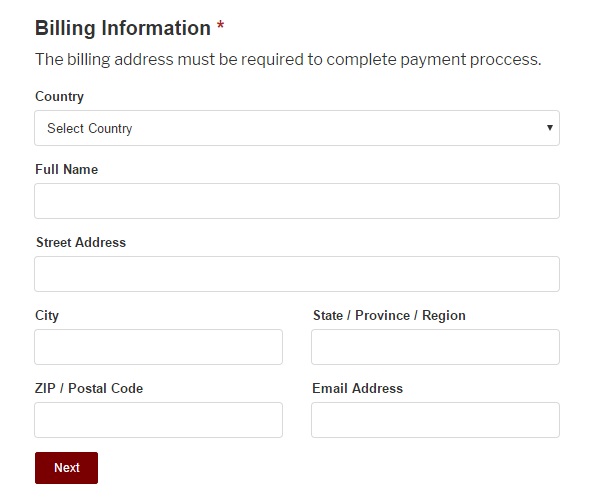 Billing Information *
The billing address must be required to complete payment proccess.
Country
Select Country
Full Name
Street Address
City State / Province / Region
ZIP / Postal Code Email Address
Next